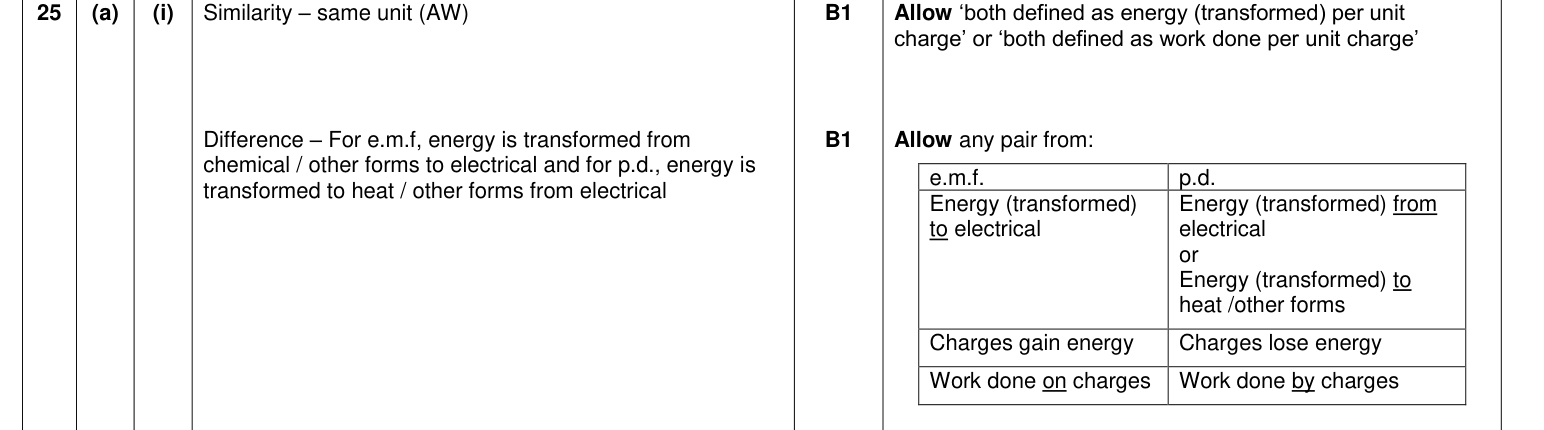 25 (a) (i) Similarity – same unit (AW) B1 Allow ‘both defined as energy (transformed) per unit
charge’ or ‘both defined as work done per unit charge’
Difference – For e.m.f, energy is transformed from B1 Allow any pair from:
chemical / other forms to electrical and for p.d., energy is
transformed to heat / other forms from electrical
e.m.f. p.d.
Energy (transformed) Energy (transformed) from
to electrical electrical
or
Energy (transformed) to
heat /other forms
Charges gain energy Charges lose energy
Work done on charges Work done by charges